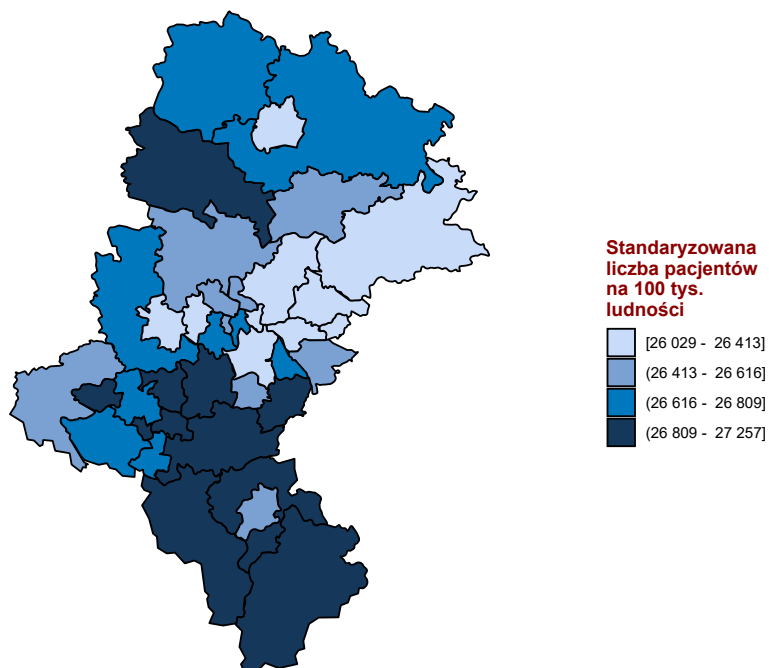 Standaryzowana
liczba pacjentów
na 100 tys.
ludności
[26 029 - 26 413]
(26 413 - 26 616]
(26 616 - 26 809]
(26 809 - 27 257]